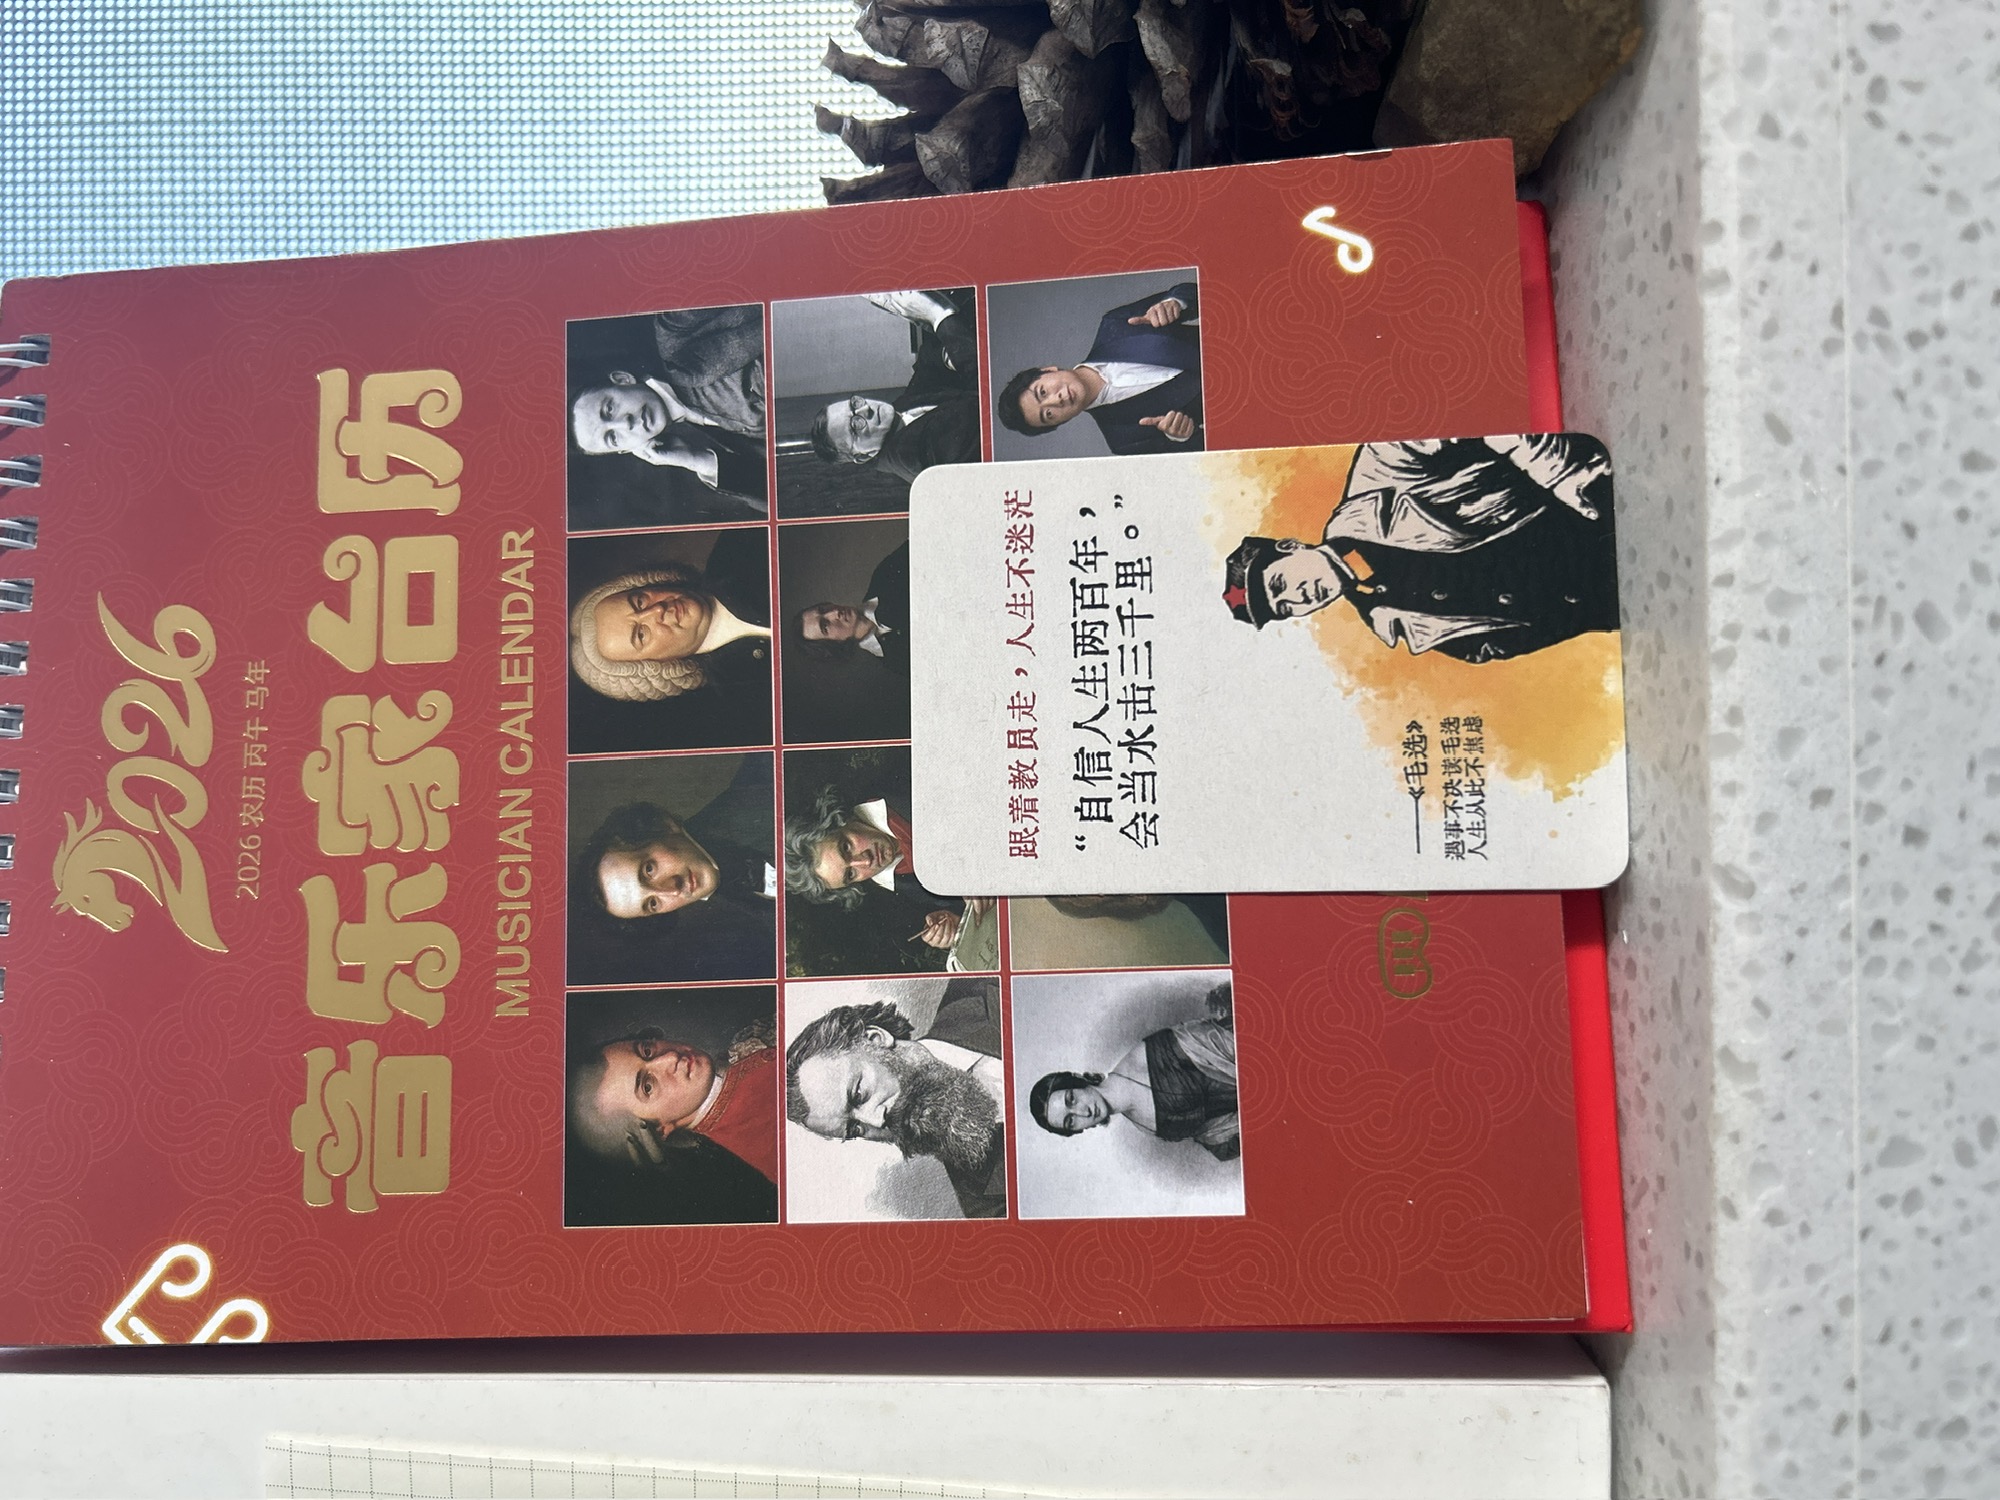 2026
2026 农历 丙午 马年
音乐家台历
MUSICIAN CALENDAR
跟着教员走，人生不迷茫
“自信人生两百年，
会当水击三千里。”
——《毛选》
遇事不决读毛选
人生从此不焦虑